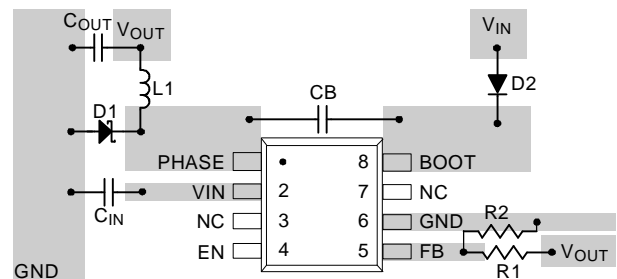 COUT
VOUT
VIN
L1
D2
CB
D1
PHASE
8
BOOT
VIN
2
7
NC
CIN
NC
3
6
GND
R2
EN
4
5
FB
VOUT
R1
GND